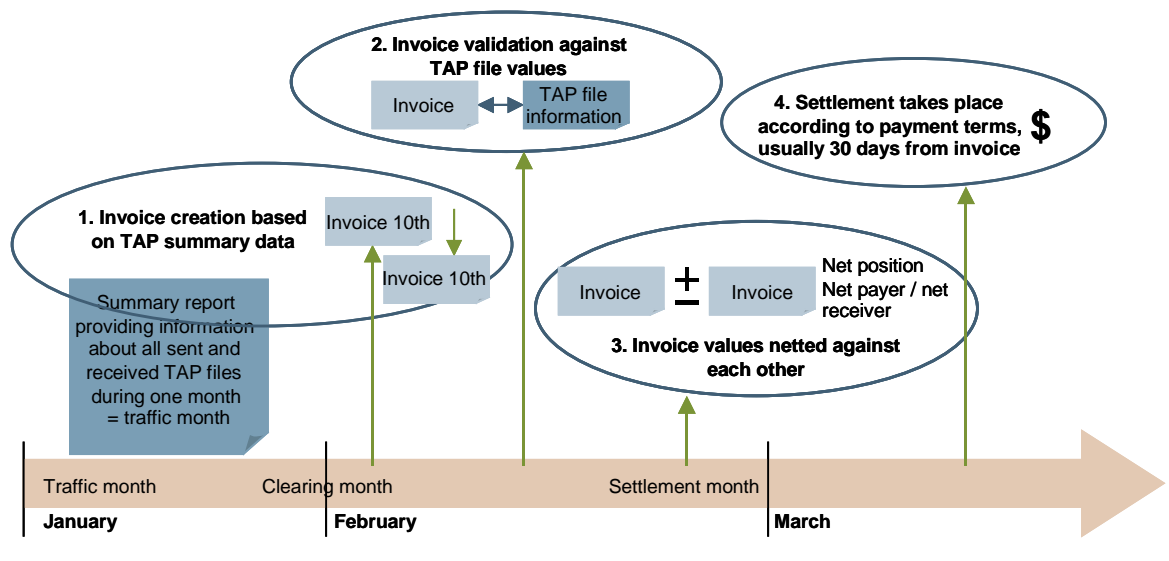 2. Invoice validation against
TAP file values
Invoice
TAP file
information
4. Settlement takes place
according to payment terms,
usually 30 days from invoice
$
1. Invoice creation based
on TAP summary data
Invoice 10th
Invoice 10th
Summary report
providing information
about all sent and
received TAP files
during one month
= traffic month
Invoice
±
Invoice
Net position
Net payer / net
receiver
3. Invoice values netted against
each other
Traffic month
Clearing month
Settlement month
January
February
March